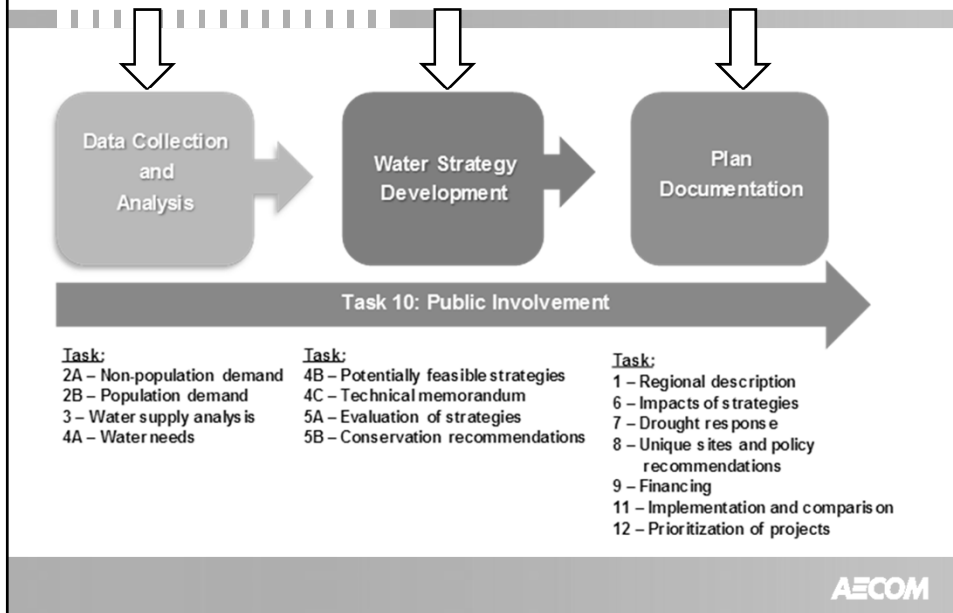 Data Collection
and
Analysis
Water Strategy
Development
Plan
Documentation
Task 10: Public Involvement
Task:
2A – Non-population demand
2B – Population demand
3 – Water supply analysis
4A – Water needs
Task:
4B – Potentially feasible strategies
4C – Technical memorandum
5A – Evaluation of strategies
5B – Conservation recommendations
Task:
1 – Regional description
6 – Impacts of strategies
7 – Drought response
8 – Unique sites and policy
recommendations
9 – Financing
11 – Implementation and comparison
12 – Prioritization of projects
AECOM